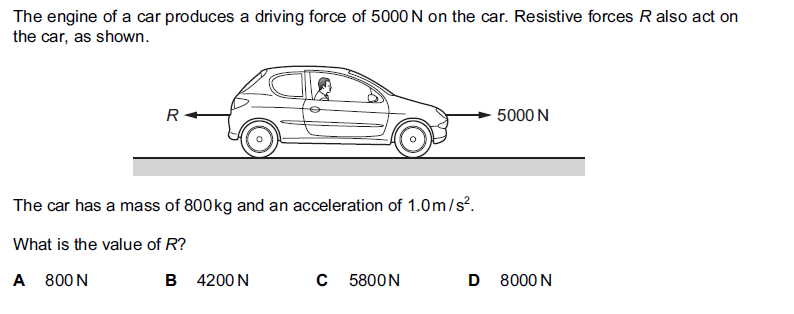 The engine of a car produces a driving force of 5000 N on the car. Resistive forces R also act on
the car, as shown.
R 5000 N
The car has a mass of 800 kg and an acceleration of 1.0 m / s².
What is the value of R?
A 800 N B 4200 N C 5800 N D 8000 N